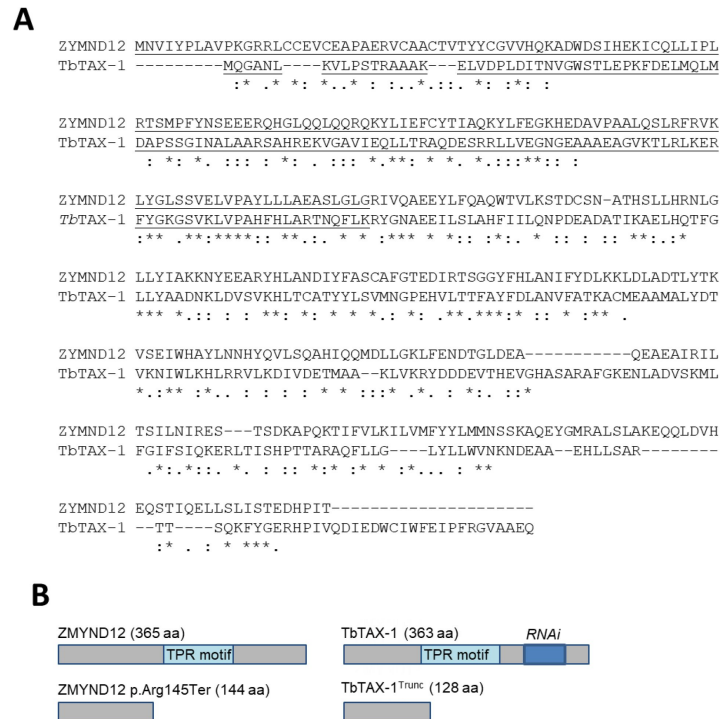 A
ZYMND12 MNVIYPLAVPKGRRLCCEVCEAPAERVCAACTVTYYCGVVHQKADWDSIHEKICQLLIPL
TbTAX-1 ---------MQGANL----KVLPSTRAAAK---ELVDPLDITNVGWSTLEPKFDELMQLM
:* .* *: *..* : *: * *.::. .* *: :*: :
ZYMND12 RTSMPFYNSEEERQHGLQQLQQRQKYLIEFCYTIAQKYLFEGKHEDAVPAALQSLRFRVK
TbTAX-1 DAPSSGINALAARSAHREKVGAVIEQLLTRAQDESRRLLVEGNGEAAAEAGVKTLRLKER
: *: *. ::: :: : *: .**: * *. *.:::**:: :
ZYMND12 LYGLSSVELVPAYLLLAEASLGLGRIVQAEEYLFQAQWTVLKSTDCSN-ATHSLLHRNLG
TbTAX-1 FYGKGSVKLVPAHFHLARTNQFLKRYGNAEEILSLAHFIILQNPDEADATIKAELHQTFG
:** .**:****:: **.:. * * :*** * *:: :*:. * :: :: **:.:*
ZYMND12 LLYIAKKNYEEARYHLANDIYFASCAFGTEDIRTSGGYFHLANIFYDLKKLDLADTLYTK
TbTAX-1 LLYAADNKLDVSVKHLTCATYYLSVMNGPEHVLTTFAYFDLANVFATKACMEAAMALYDT
*** *.:: : : **: *: * *.: : *: .**.***:* :: * :** .
ZYMND12 VSEIWHAYLNNHYQVLSQAHIQQMDLLGKLFENDTGLDEA-----------QEAEAIRIL
TbTAX-1 VKNIWLKHLRRVLKDIVDETMAA--KLVKRYDDDEVTHEVGHASARAFGKENLADVSKML
*.:** :*.. : : : : * * :::* .*. : *: :*
ZYMND12 TSILNIRES---TSDKAPQKTIFVLKILVMFYYLMMNSSKAQEYGMRALSLAKEQQLDVH
TbTAX-1 FGIFSIQKERLTISHPTTARAQFLLG----LYLLWVNKNDEAA--EHLLSAR--------
.*:.*::. *. : :: *:* :* * :*... : **
ZYMND12 EQSTIQELLSLISTEDHPIT--------------------
TbTAX-1 --TT----SQKFYGERHPIVQDIEDWCIWFEIPFRGVAAEQ
:* . : * ***.
B
ZMYND12 (365 aa) TbTAX-1 (363 aa) RNAi
TPR motif TPR motif
ZMYND12 p.Arg145Ter (144 aa) TbTAX-1Trunc (128 aa)